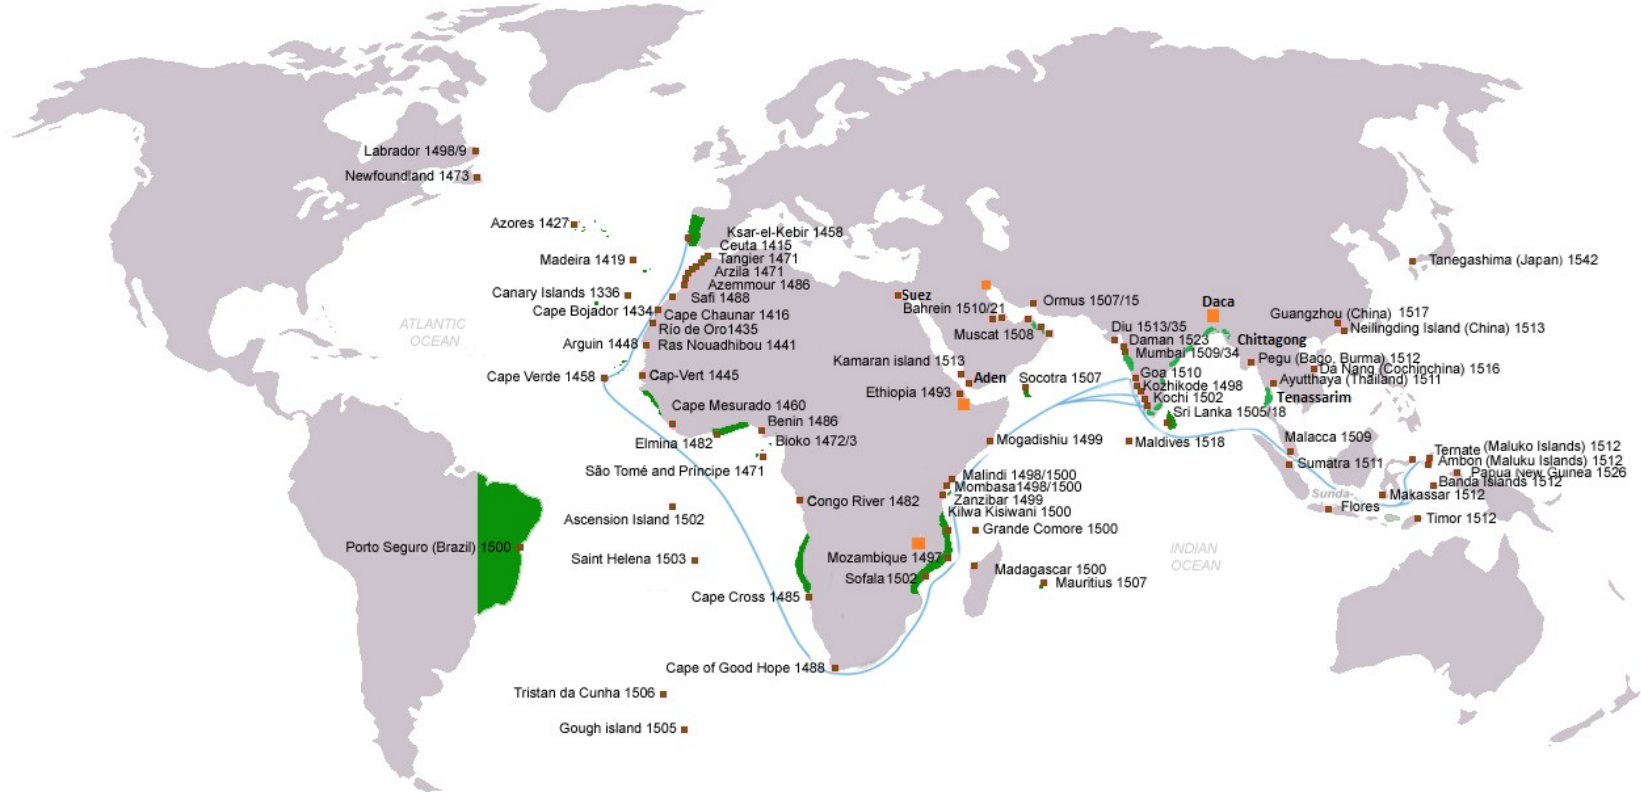 Labrador 1498/9
Newfoundland 1473
Azores 1427
Madeira 1419
Canary Islands 1336
Cape Bojador 1434
ATLANTIC
OCEAN
Arguin 1448
Cape Verde 1458
Ksar-el-Kebir 1458
Ceuta 1415
Tangier 1471
Arzila 1471
Azemmour 1486
Safi 1488
Cape Chaunar 1416
Río de Oro1435
Ras Nouadhibou 1441
Cap-Vert 1445
Cape Mesurado 1460
Benin 1486
Elmina 1482
Bioko 1472/3
São Tomé and Príncipe 1471
Congo River 1482
Ascension Island 1502
Porto Seguro (Brazil) 1500
Saint Helena 1503
Cape Cross 1485
Cape of Good Hope 1488
Tristan da Cunha 1506
Gough island 1505
Suez
Bahrein 1510/21
Ormus 1507/15
Muscat 1508
Kamaran island 1513
Aden
Ethiopia 1493
Socotra 1507
Mogadishiu 1499
Malindi 1498/1500
Mombasa1498/1500
Zanzibar 1499
Kilwa Kisiwani 1500
Grande Comore 1500
Mozambique 1497
Sofala 1502
Madagascar 1500
Mauritius 1507
INDIAN
OCEAN
Daca
Diu 1513/35
Daman 1523
Mumbai 1509/34
Goa 1510
Kozhikode 1498
Kochi 1502
Sri Lanka 1505/18
Maldives 1518
Chittagong
Guangzhou (China) 1517
Neilingding Island (China) 1513
Tanegashima (Japan) 1542
Pegu (Bago, Burma) 1512
Da Nang (Cochinchina) 1516
Ayutthaya (Thailand) 1511
Tenassarim
Malacca 1509
Sumatra 1511
Ternate (Maluko Islands) 1512
Ambon (Maluku Islands) 1512
Papua New Guinea 1526
Banda Islands 1512
Makassar 1512
Sunda-
Flores
Timor 1512